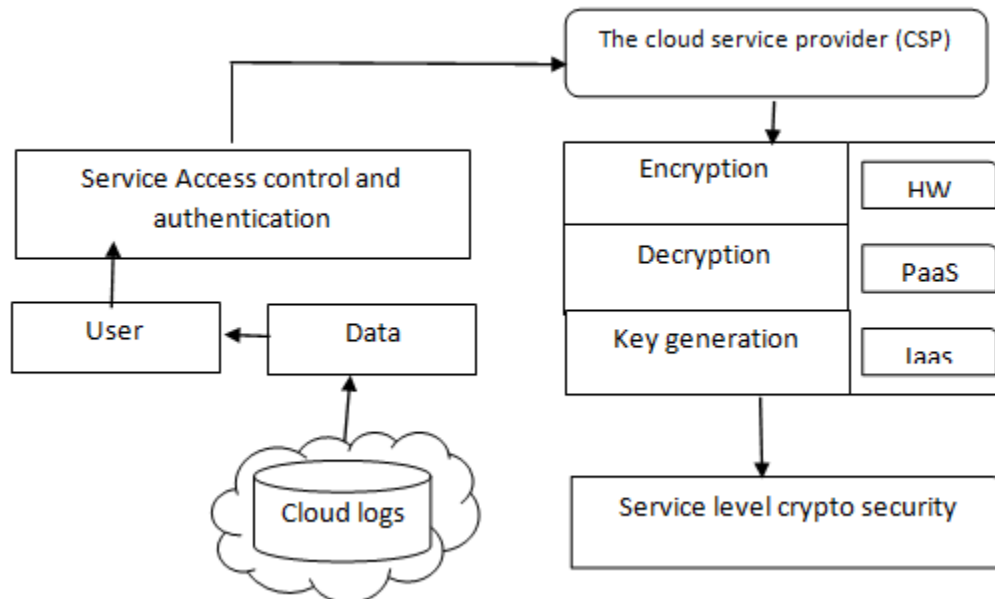 The cloud service provider (CSP)
Service Access control and
authentication
Encryption
HW
Decryption
PaaS
User
Data
Key generation
Iaas
Cloud logs
Service level crypto security